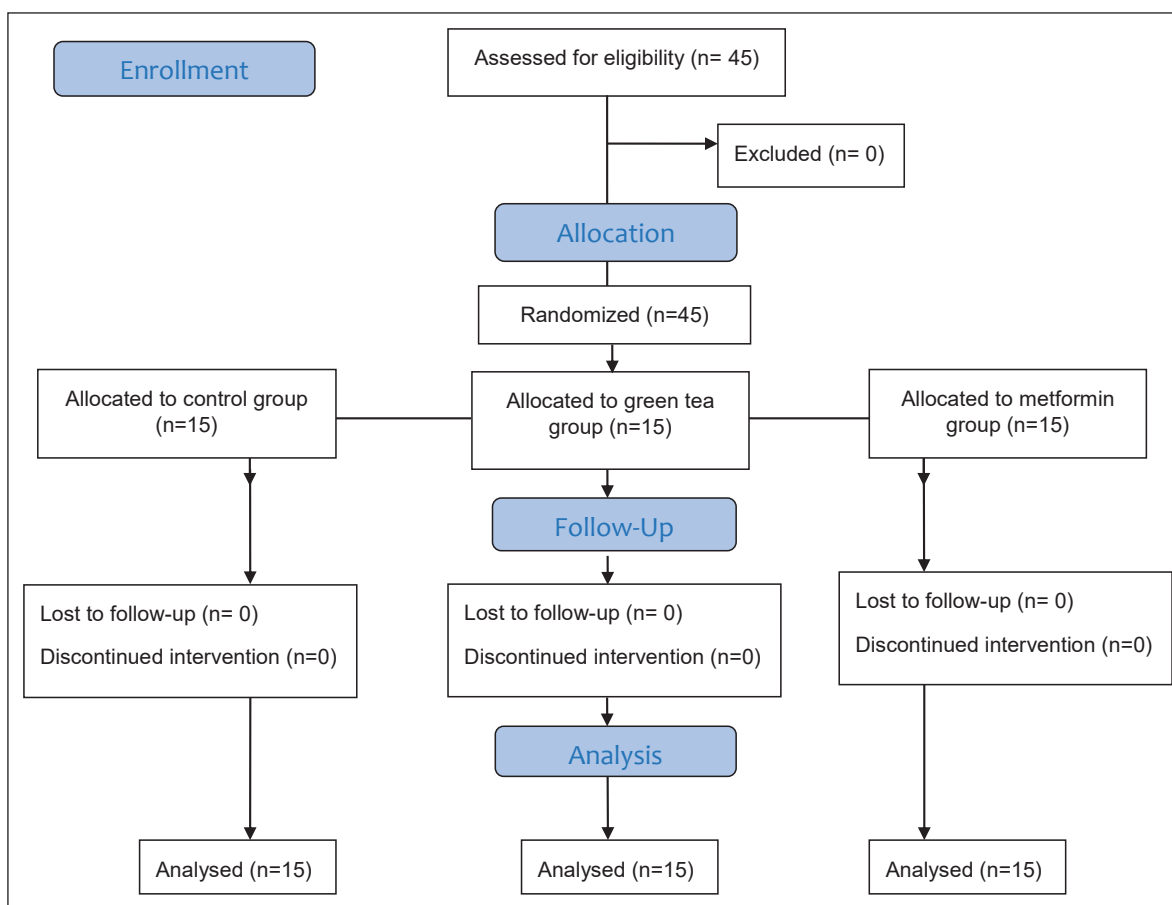 Enrollment
Assessed for eligibility (n= 45)
Excluded (n= 0)
Allocation
Randomized (n=45)
Allocated to control group
(n=15)
Allocated to green tea
group (n=15)
Allocated to metformin
group (n=15)
Follow-Up
Lost to follow-up (n= 0)
Discontinued intervention (n=0)
Lost to follow-up (n= 0)
Discontinued intervention (n=0)
Lost to follow-up (n= 0)
Discontinued intervention (n=0)
Analysis
Analysed (n=15)
Analysed (n=15)
Analysed (n=15)